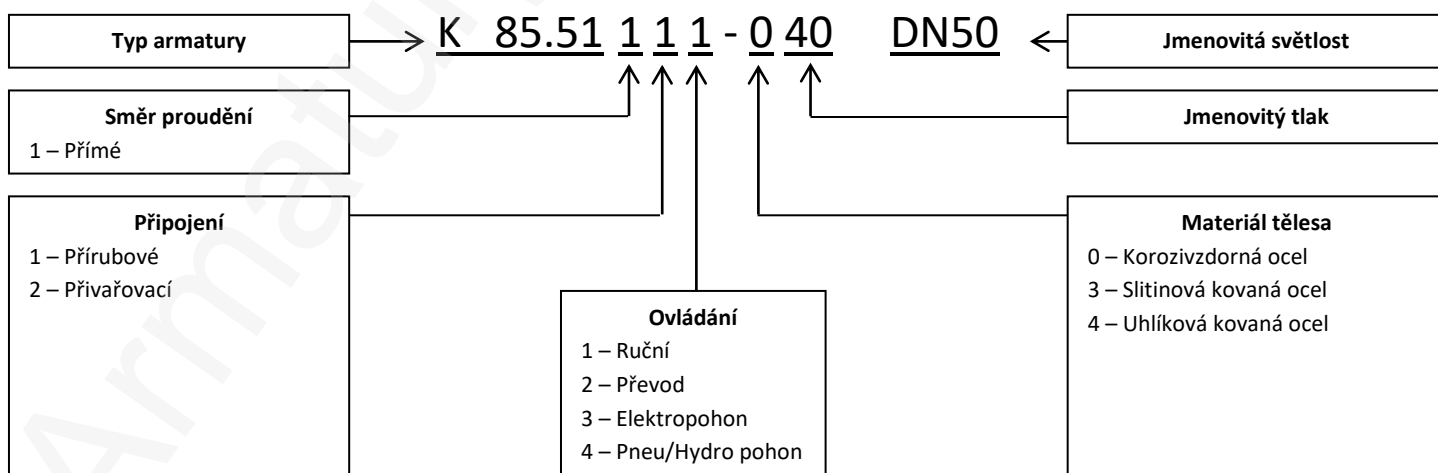 Typ armatury
K 85.51 1 1 1 - 0 40 DN50
Jmenovitá světlost
Směr proudění
1 – Přímé
Jmenovitý tlak
Připojení
1 – Přírubové
2 – Přivařovací
Ovládání
1 – Ruční
2 – Převod
3 – Elektropohon
4 – Pneu/Hydro pohon
Materiál tělesa
0 – Korozivzdorná ocel
3 – Slitinová kovaná ocel
4 – Uhlíková kovaná ocel
Armatu